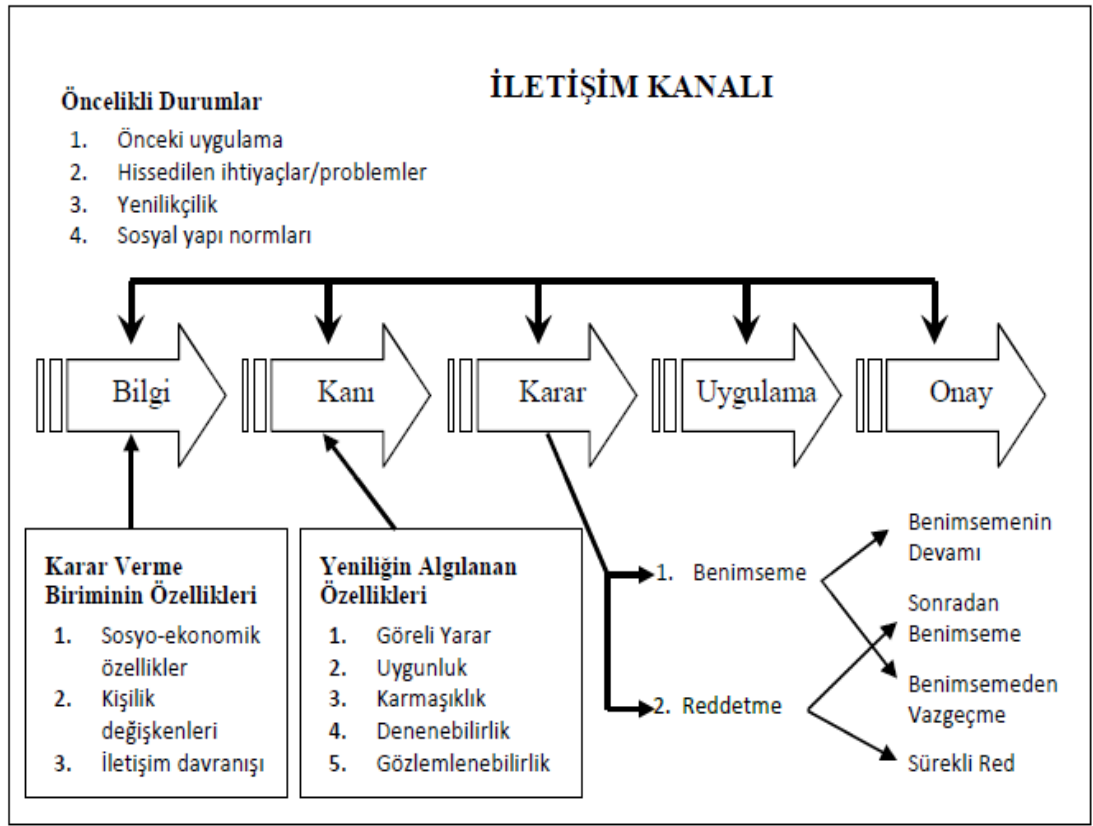 İLETİŞİM KANALI
Öncelikli Durumlar
1. Önceki uygulama
2. Hissedilen ihtiyaçlar/problemler
3. Yenilikçilik
4. Sosyal yapı normları
Bilgi
Kanı
Karar
Uygulama
Onay
Karar Verme
Biriminin Özellikleri
1. Sosyo-ekonomik
özellikler
2. Kişilik
değişkenleri
3. İletişim davranışı
Yeniliğin Algılanan
Özellikleri
1. Göreli Yarar
2. Uygunluk
3. Karmaşıklık
4. Denenebilirlik
5. Gözlemlenebilirlik
1. Benimseme
2. Reddetme
Benimsemenin
Devamı
Sonradan
Benimseme
Benimsemeden
Vazgeçme
Sürekli Red